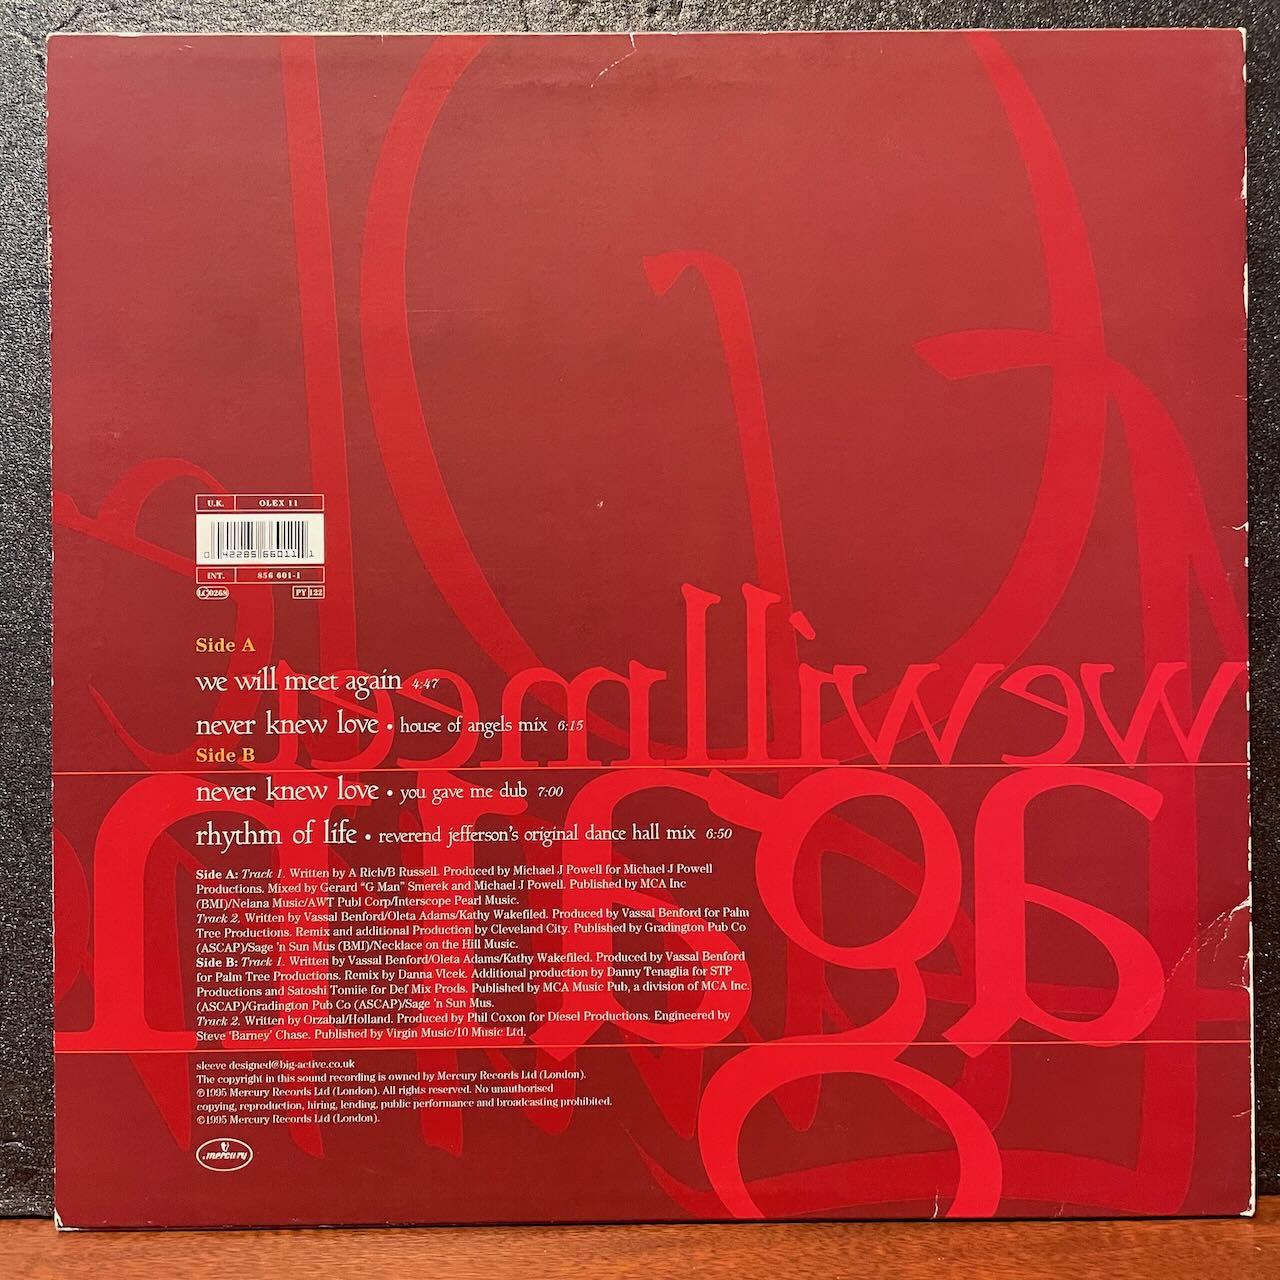 U.K. OLEX 11
0 42285 66011 1
INT. 856 601-1
LC 0268 PY 122
Side A
we will meet again 4:47
never knew love • house of angels mix 6:15
Side B
never knew love • you gave me dub 7:00
rhythm of life • reverend jefferson's original dance hall mix 6:50
Side A: Track 1. Written by A Rich/B Russell. Produced by Michael J Powell for Michael J Powell
Productions. Mixed by Gerard "G Man" Smerek and Michael J Powell. Published by MCA Inc
(BMI)/Nelana Music/AWT Publ Corp/Interscope Pearl Music.
Track 2. Written by Vassal Benford/Oleta Adams/Kathy Wakefiled. Produced by Vassal Benford for Palm
Tree Productions. Remix and additional Production by Cleveland City. Published by Gradington Pub Co
(ASCAP)/Sage 'n Sun Mus (BMI)/Necklace on the Hill Music.
Side B: Track 1. Written by Vassal Benford/Oleta Adams/Kathy Wakefiled. Produced by Vassal Benford
for Palm Tree Productions. Remix by Danna Vlcek. Additional production by Danny Tenaglia for STP
Productions and Satoshi Tomiie for Def Mix Prods. Published by MCA Music Pub, a division of MCA Inc.
(ASCAP)/Gradington Pub Co (ASCAP)/Sage 'n Sun Mus.
Track 2. Written by Orzabal/Holland. Produced by Phil Coxon for Diesel Productions. Engineered by
Steve 'Barney' Chase. Published by Virgin Music/10 Music Ltd.
sleeve designed@big-active.co.uk
The copyright in this sound recording is owned by Mercury Records Ltd (London).
℗1995 Mercury Records Ltd (London). All rights reserved. No unauthorised
copying, reproduction, hiring, lending, public performance and broadcasting prohibited.
©1995 Mercury Records Ltd (London).
mercury
we will meet
again